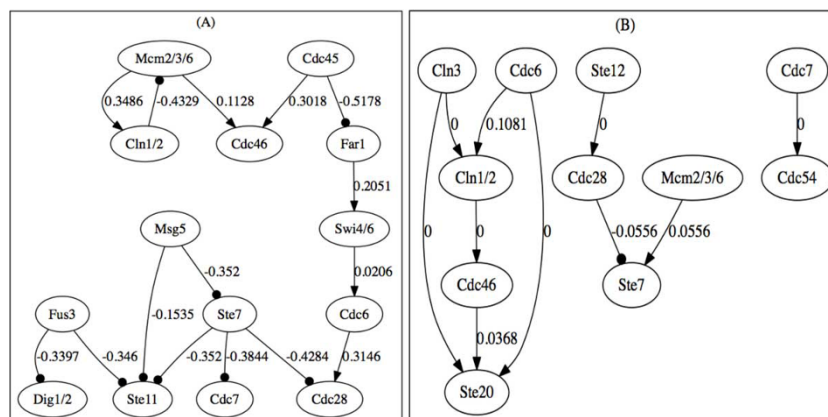 (A)
Mcm2/3/6
Cdc45
0.3486
-0.4329
0.1128
0.3018
-0.5178
Cln1/2
Cdc46
Far1
0.2051
Msg5
Swi4/6
-0.352
0.0206
-0.1535
Fus3
Ste7
Cdc6
-0.3397
-0.346
-0.352
-0.3844
-0.4284
0.3146
Dig1/2
Ste11
Cdc7
Cdc28
(B)
Cln3
Cdc6
Ste12
Cdc7
0
0.1081
0
0
Cln1/2
Cdc28
Mcm2/3/6
Cdc54
0
0
0
-0.0556
0.0556
Cdc46
Ste7
0.0368
Ste20